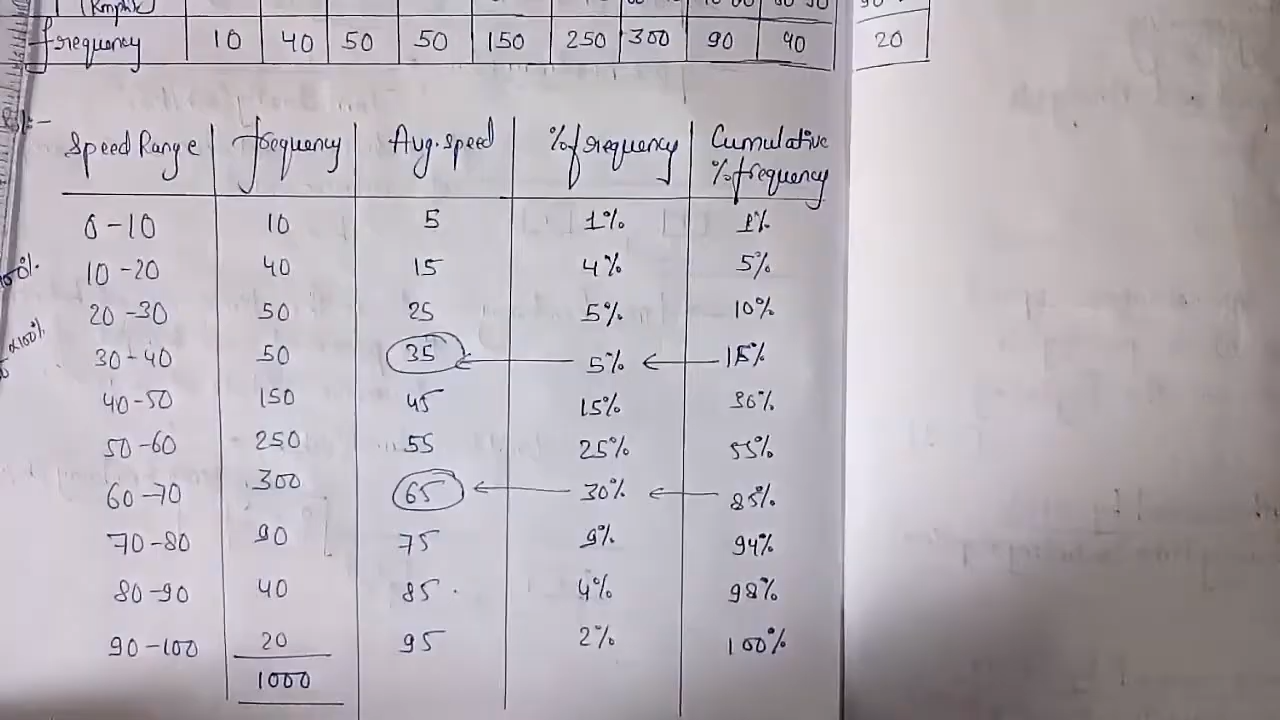 (Kmph)
frequency 10 40 50 50 150 250 300 90 40 20
Sol:-
Speed Range frequency Avg. speed % frequency Cumulative % frequency
0-10 10 5 1% 1%
10-20 40 15 4% 5%
20-30 50 25 5% 10%
30-40 50 35 5% 15%
40-50 150 45 15% 30%
50-60 250 55 25% 55%
60-70 300 65 30% 85%
70-80 90 75 9% 94%
80-90 40 85 4% 98%
90-100 20 95 2% 100%
1000
x100%